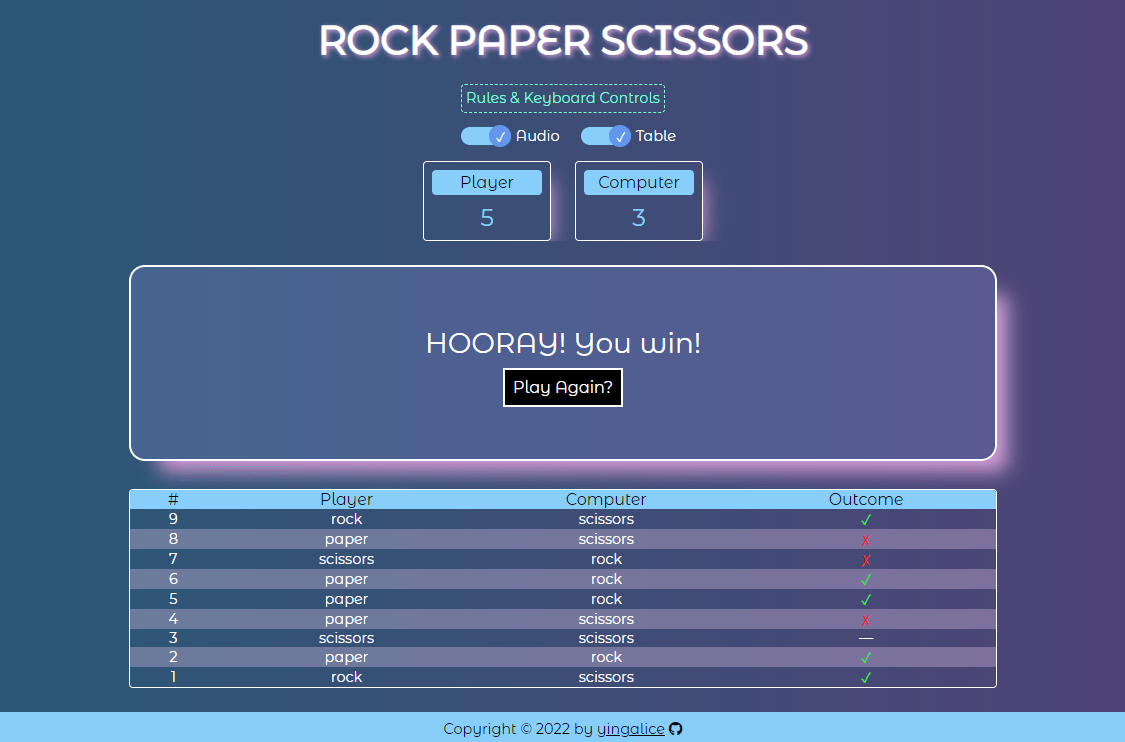 ROCK PAPER SCISSORS
Rules & Keyboard Controls
✓ Audio ✓ Table
Player Computer
5 3
HOORAY! You win!
Play Again?
# Player Computer Outcome
9 rock scissors ✓
8 paper scissors ✗
7 scissors rock ✗
6 paper rock ✓
5 paper rock ✓
4 paper scissors ✗
3 scissors scissors —
2 paper rock ✓
1 rock scissors ✓
Copyright © 2022 by yingalice